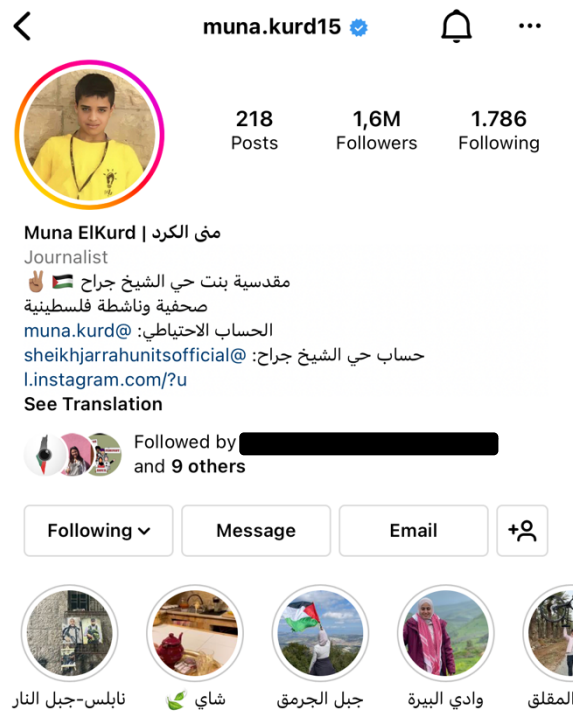 muna.kurd15
218
1,6M
1.786
Posts
Followers
Following
Muna ElKurd | منى الكرد
Journalist
مقدسية بنت حي الشيخ جراح 🇵🇸 ✌🏽
صحفية وناشطة فلسطينية
الحساب الاحتياطي: @muna.kurd
حساب حي الشيخ جراح: @sheikhjarrahunitsofficial
l.instagram.com/?u
See Translation
Followed by
and 9 others
Following
Message
Email
نابلس-جبل النار
شاي 🍃
جبل الجرمق
وادي البيرة
المقلق